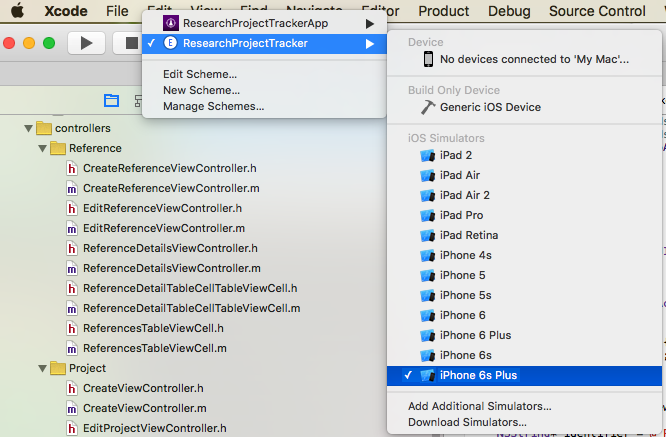 Xcode File Edit View Find Navigate Editor Product Debug Source Control
ResearchProjectTrackerApp
ResearchProjectTracker
Edit Scheme...
New Scheme...
Manage Schemes...
Device
No devices connected to 'My Mac'...
Build Only Device
Generic iOS Device
iOS Simulators
iPad 2
iPad Air
iPad Air 2
iPad Pro
iPad Retina
iPhone 4s
iPhone 5
iPhone 5s
iPhone 6
iPhone 6 Plus
iPhone 6s
iPhone 6s Plus
Add Additional Simulators...
Download Simulators...
controllers
Reference
h CreateReferenceViewController.h
m CreateReferenceViewController.m
h EditReferenceViewController.h
m EditReferenceViewController.m
h ReferenceDetailsViewController.h
m ReferenceDetailsViewController.m
h ReferenceDetailTableCellTableViewCell.h
m ReferenceDetailTableCellTableViewCell.m
h ReferencesTableViewCell.h
m ReferencesTableViewCell.m
Project
h CreateViewController.h
m CreateViewController.m
h EditProjectViewController.h